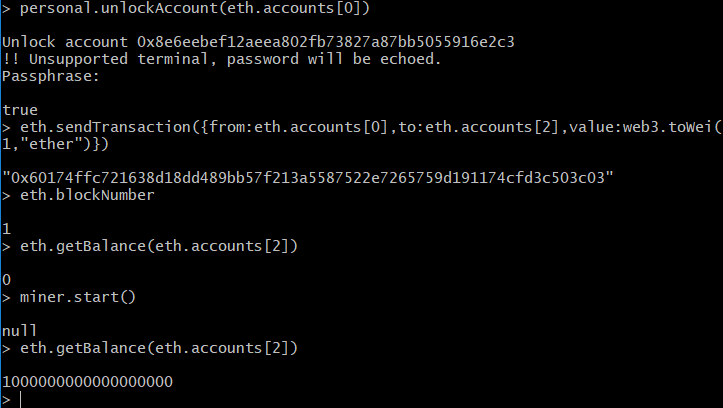 > personal.unlockAccount(eth.accounts[0])
Unlock account 0x8e6eebef12aeea802fb73827a87bb5055916e2c3
!! Unsupported terminal, password will be echoed.
Passphrase:
true
> eth.sendTransaction({from:eth.accounts[0],to:eth.accounts[2],value:web3.toWei(
1,"ether")})
"0x60174ffc721638d18dd489bb57f213a5587522e7265759d191174cfd3c503c03"
> eth.blockNumber
1
> eth.getBalance(eth.accounts[2])
0
> miner.start()
null
> eth.getBalance(eth.accounts[2])
1000000000000000000
>